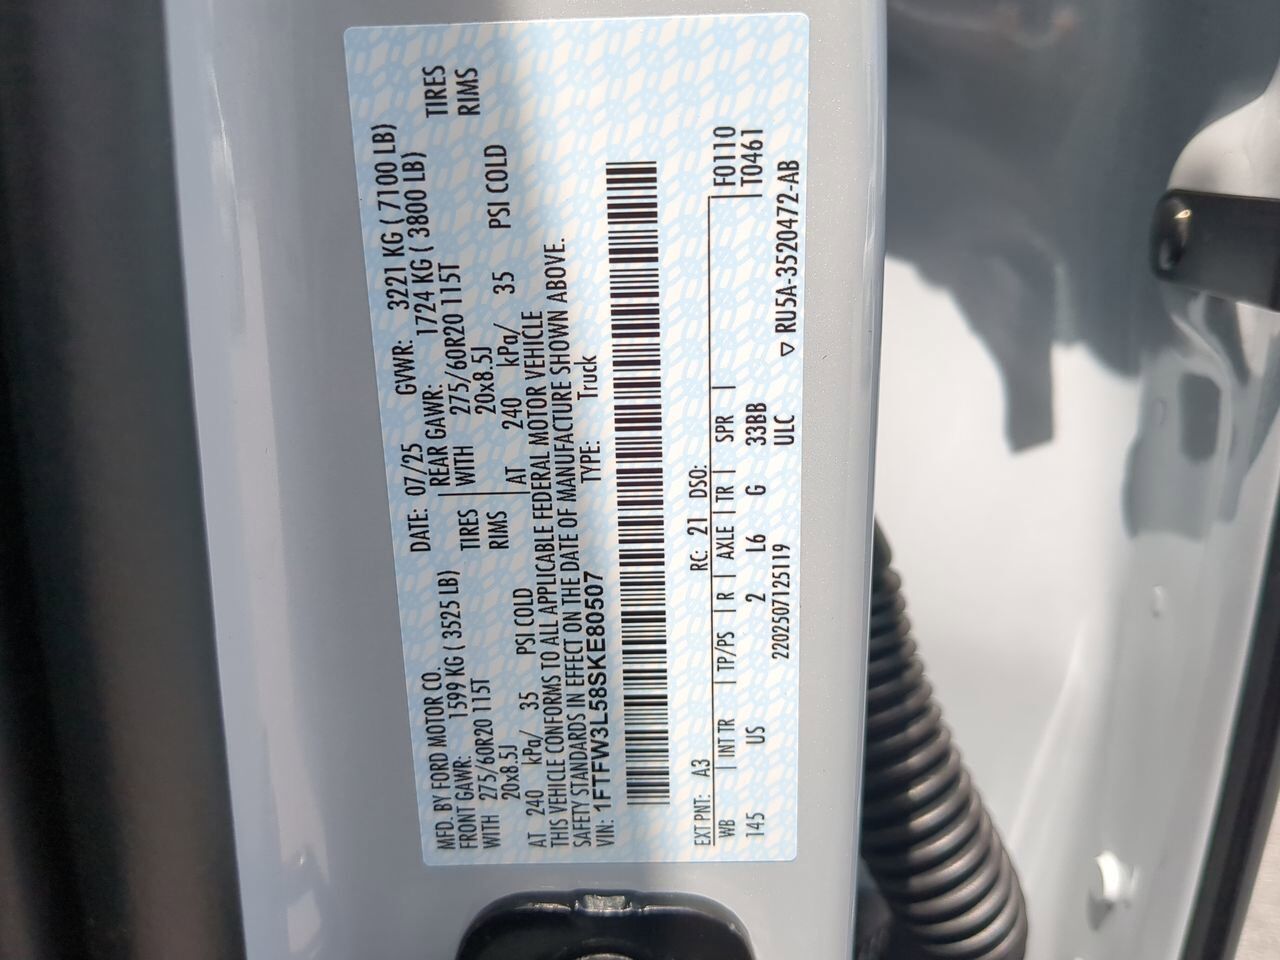 MFD. BY FORD MOTOR CO. DATE: 07/25 GVWR: 3221 KG ( 7100 LB)
FRONT GAWR: 1599 KG ( 3525 LB) REAR GAWR: 1724 KG ( 3800 LB)
WITH 275/60R20 115T TIRES WITH 275/60R20 115T TIRES
20x8.5J RIMS 20x8.5J RIMS
AT 240 kPa/ 35 PSI COLD AT 240 kPa/ 35 PSI COLD
THIS VEHICLE CONFORMS TO ALL APPLICABLE FEDERAL MOTOR VEHICLE
SAFETY STANDARDS IN EFFECT ON THE DATE OF MANUFACTURE SHOWN ABOVE.
VIN: 1FTFW3L58SKE80507 TYPE: Truck
EXT PNT: A3 RC: 21 DSO: F0110
WB | INT TR | TP/PS | R | AXLE | TR | SPR | T0461
145 US 2 L6 G 33BB
2202507125119 ULC ▽ RU5A-3520472-AB